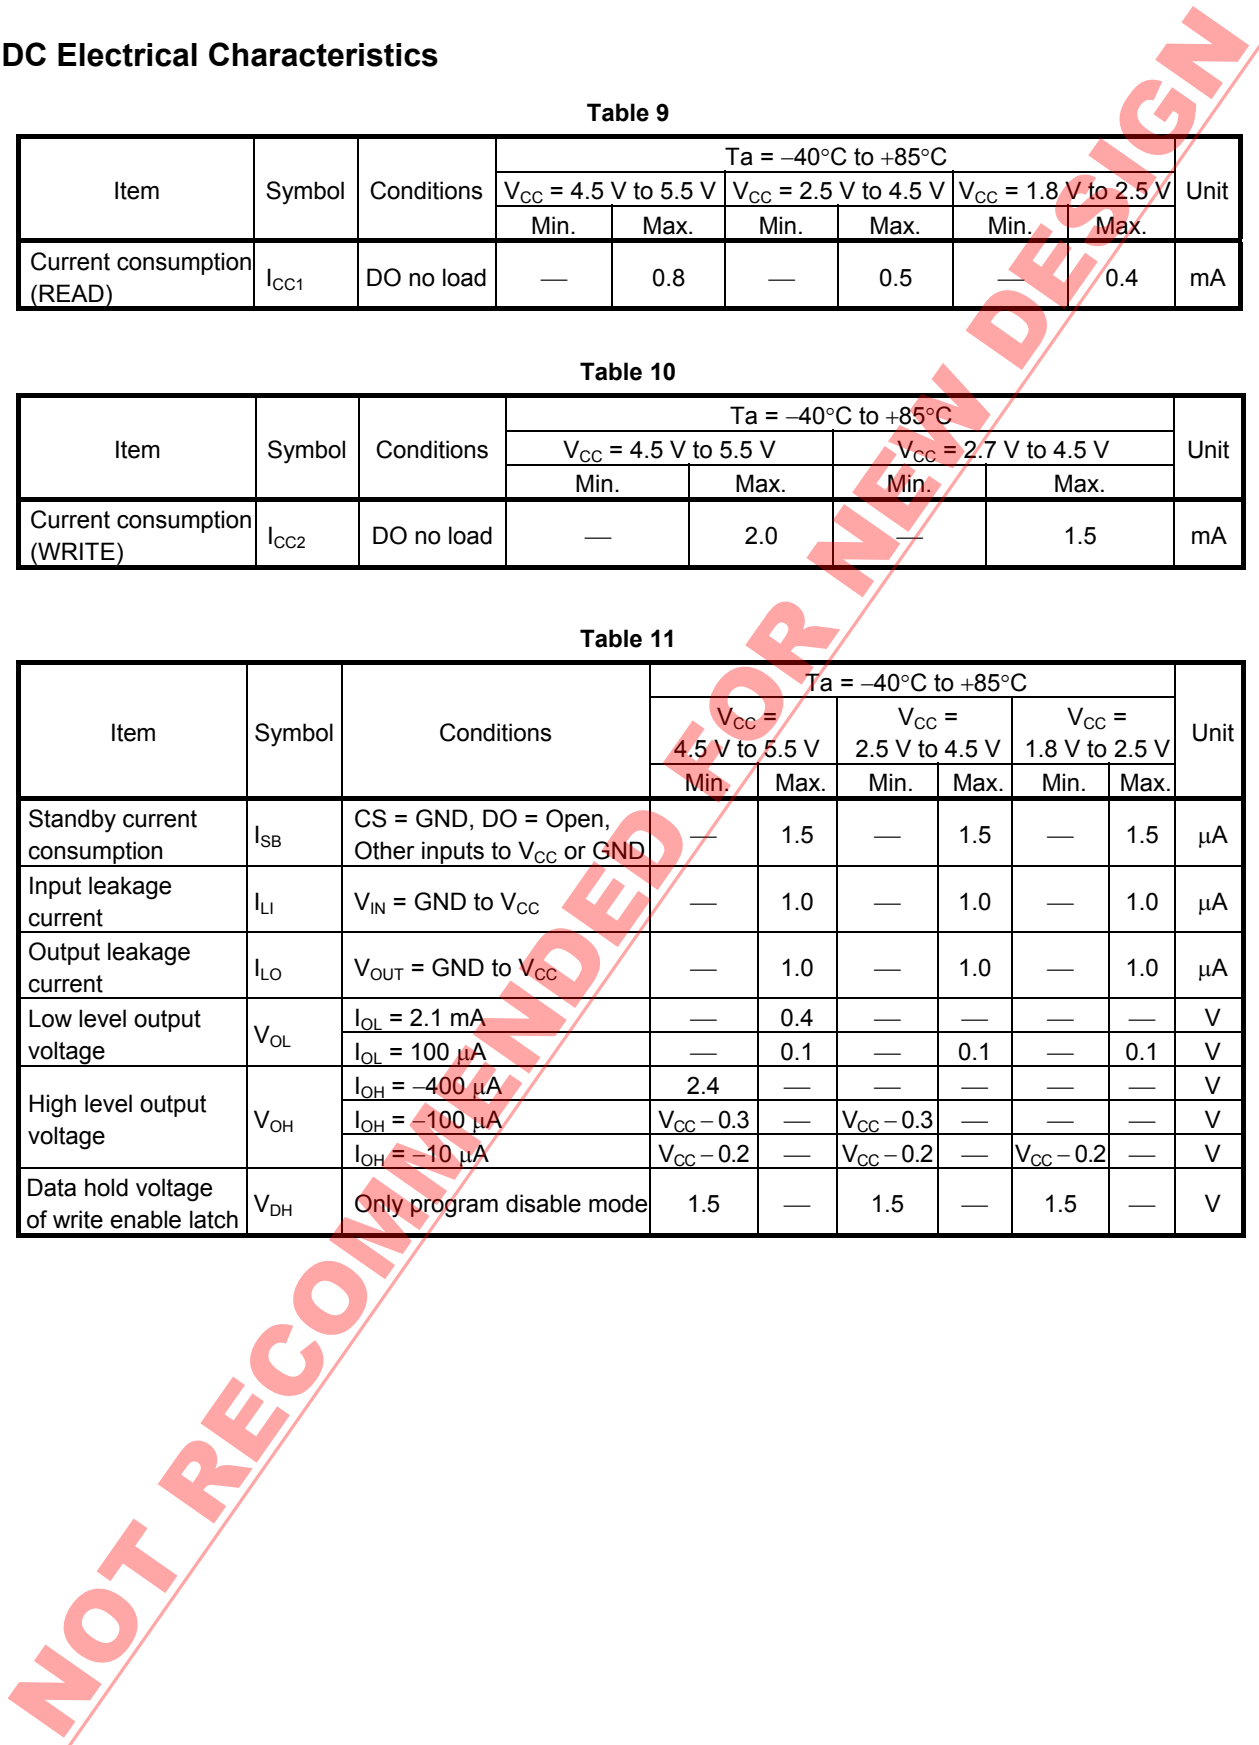 DC Electrical Characteristics
Table 9
Item Symbol Conditions Ta = −40°C to +85°C Unit
VCC = 4.5 V to 5.5 V VCC = 2.5 V to 4.5 V VCC = 1.8 V to 2.5 V
Min. Max. Min. Max. Min. Max.
Current consumption (READ) ICC1 DO no load — 0.8 — 0.5 — 0.4 mA
Table 10
Item Symbol Conditions Ta = −40°C to +85°C Unit
VCC = 4.5 V to 5.5 V VCC = 2.7 V to 4.5 V
Min. Max. Min. Max.
Current consumption (WRITE) ICC2 DO no load — 2.0 — 1.5 mA
Table 11
Item Symbol Conditions Ta = −40°C to +85°C Unit
VCC = 4.5 V to 5.5 V VCC = 2.5 V to 4.5 V VCC = 1.8 V to 2.5 V
Min. Max. Min. Max. Min. Max.
Standby current consumption ISB CS = GND, DO = Open, Other inputs to VCC or GND — 1.5 — 1.5 — 1.5 μA
Input leakage current ILI VIN = GND to VCC — 1.0 — 1.0 — 1.0 μA
Output leakage current ILO VOUT = GND to VCC — 1.0 — 1.0 — 1.0 μA
Low level output voltage VOL IOL = 2.1 mA — 0.4 — — — — V
IOL = 100 μA — 0.1 — 0.1 — 0.1 V
High level output voltage VOH IOH = −400 μA 2.4 — — — — — V
IOH = −100 μA VCC−0.3 — VCC−0.3 — — — V
IOH = −10 μA VCC−0.2 — VCC−0.2 — VCC−0.2 — V
Data hold voltage of write enable latch VDH Only program disable mode 1.5 — 1.5 — 1.5 — V
NOT RECOMMENDED FOR NEW DESIGN